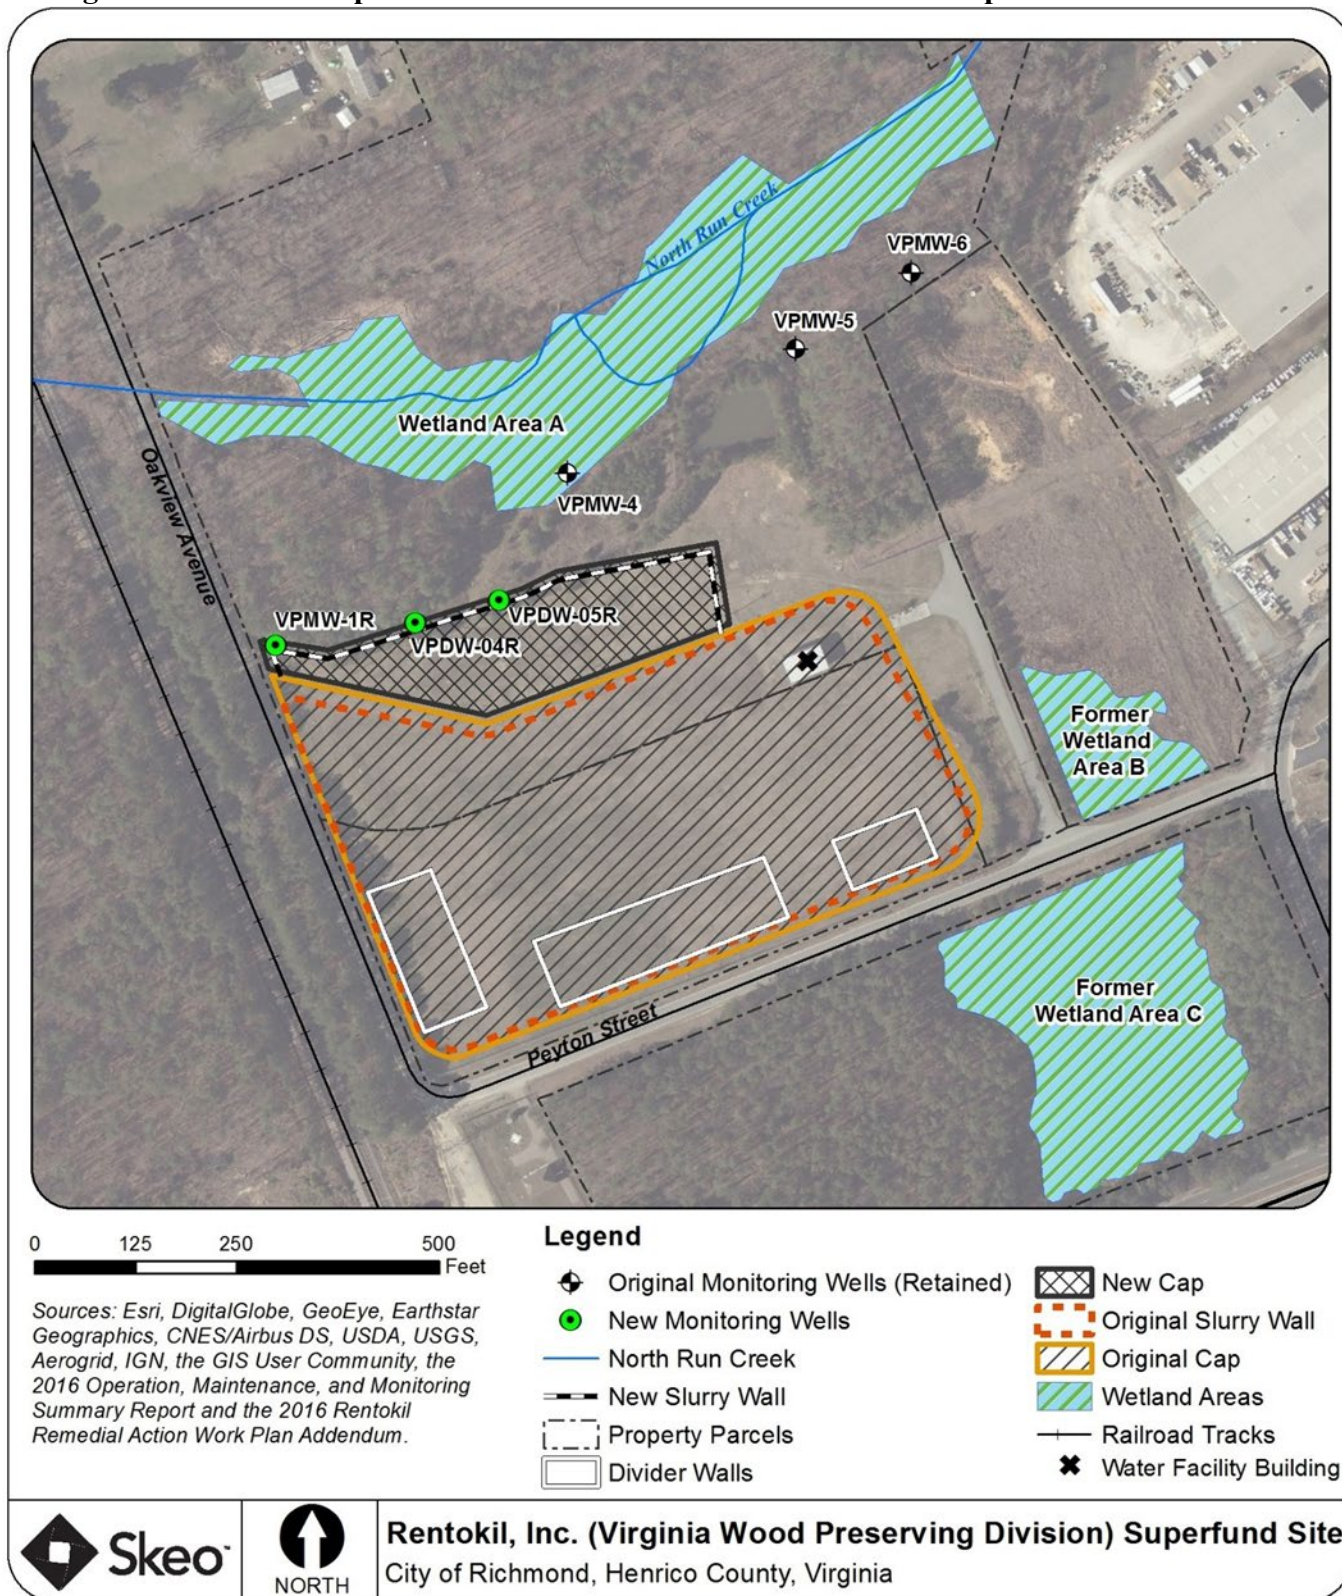 North Run Creek
VPMW-6
VPMW-5
Wetland Area A
VPMW-4
Oakview Avenue
VPMW-1R
VPDW-05R
VPDW-04R
Former
Wetland
Area B
Former
Wetland Area C
Peyton Street
0 125 250 500
Feet
Sources: Esri, DigitalGlobe, GeoEye, Earthstar
Geographics, CNES/Airbus DS, USDA, USGS,
Aerogrid, IGN, the GIS User Community, the
2016 Operation, Maintenance, and Monitoring
Summary Report and the 2016 Rentokil
Remedial Action Work Plan Addendum.
Legend
Original Monitoring Wells (Retained)
New Monitoring Wells
North Run Creek
New Slurry Wall
Property Parcels
Divider Walls
New Cap
Original Slurry Wall
Original Cap
Wetland Areas
Railroad Tracks
Water Facility Building
Skeo
NORTH
Rentokil, Inc. (Virginia Wood Preserving Division) Superfund Site
City of Richmond, Henrico County, Virginia